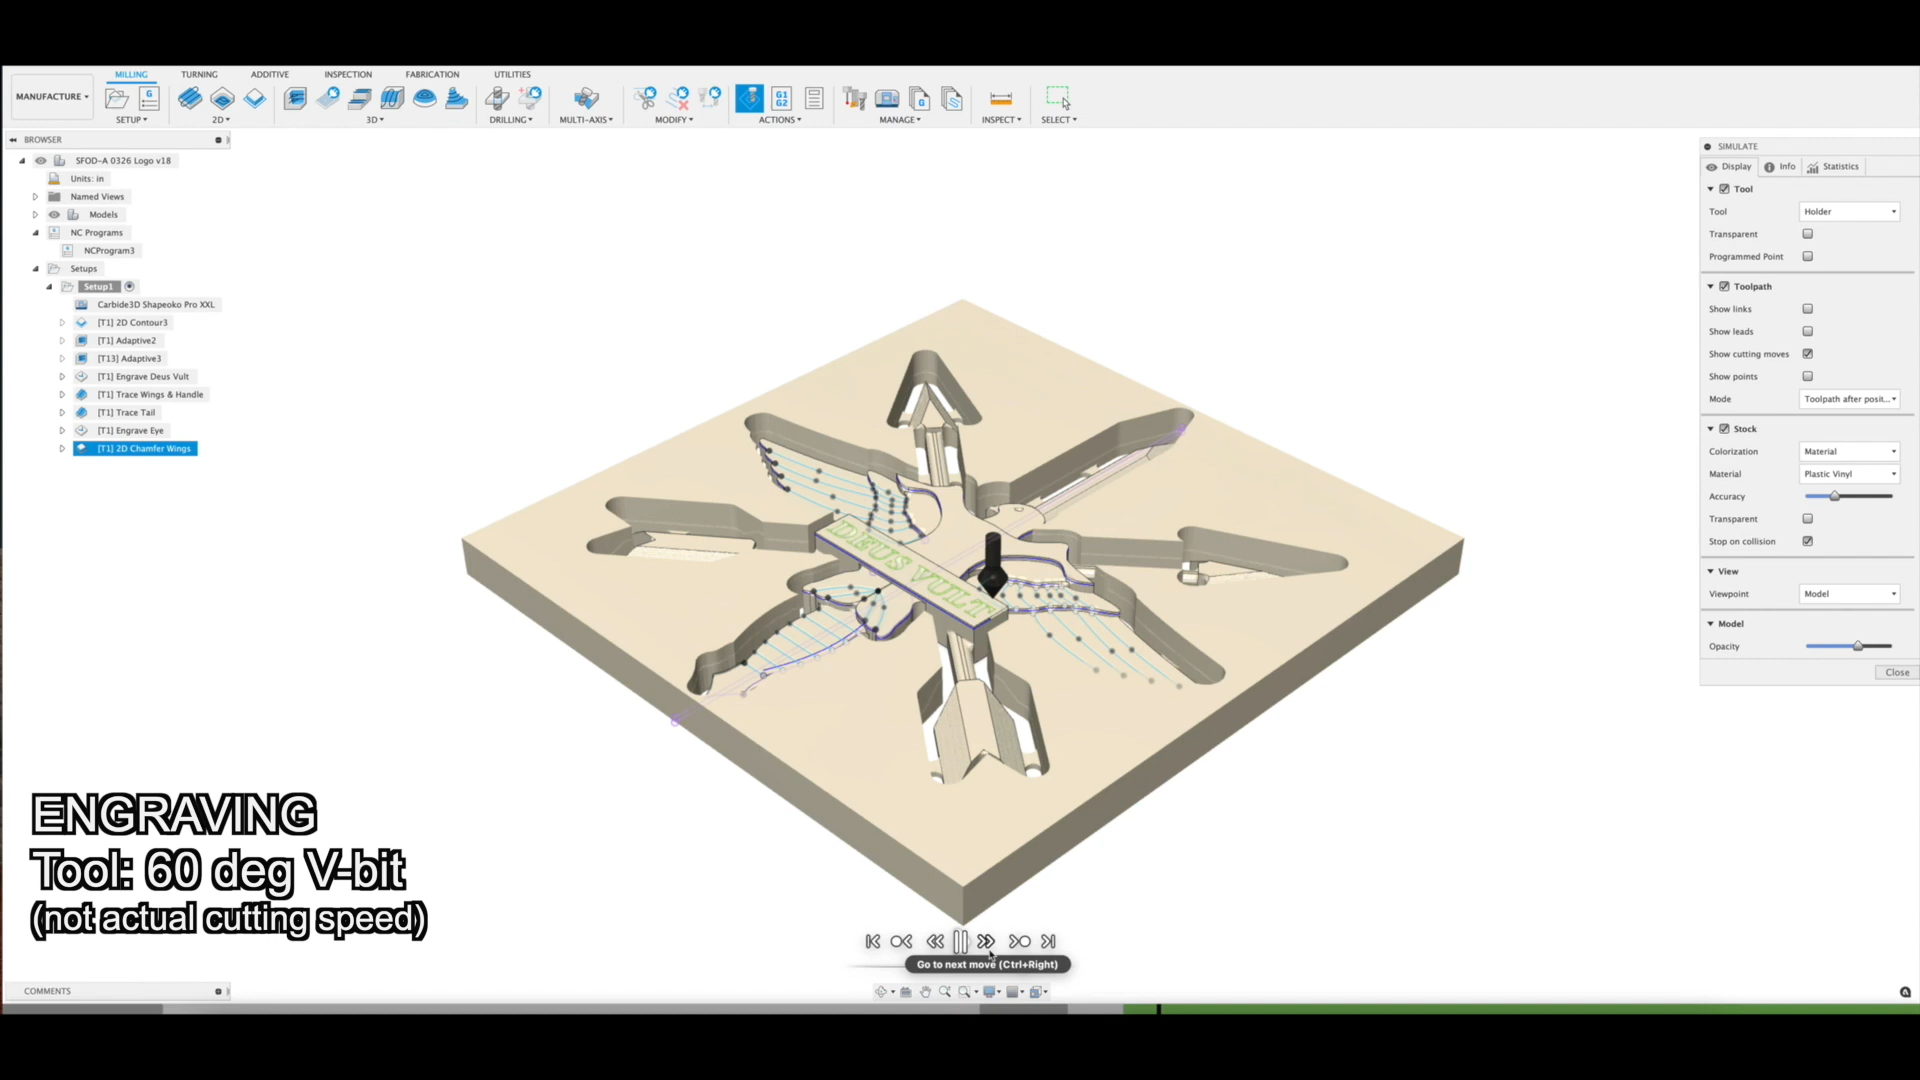 MILLING TURNING ADDITIVE INSPECTION FABRICATION UTILITIES
MANUFACTURE
G G1 G2 G
SETUP 2D 3D DRILLING MULTI-AXIS MODIFY ACTIONS MANAGE INSPECT SELECT
BROWSER
SFOD-A 0326 Logo v18
Units: in
Named Views
Models
NC Programs
NCProgram3
Setups
Setup1
Carbide3D Shapeoko Pro XXL
[T1] 2D Contour3
[T1] Adaptive2
[T13] Adaptive3
[T1] Engrave Deus Vult
[T1] Trace Wings & Handle
[T1] Trace Tail
[T1] Engrave Eye
[T1] 2D Chamfer Wings
DEUS VULT
SIMULATE
Display Info Statistics
Tool
Tool Holder
Transparent
Programmed Point
Toolpath
Show links
Show leads
Show cutting moves
Show points
Mode Toolpath after posit...
Stock
Colorization Material
Material Plastic Vinyl
Accuracy
Transparent
Stop on collision
View
Viewpoint Model
Model
Opacity
Close
ENGRAVING
Tool: 60 deg V-bit
(not actual cutting speed)
Go to next move (Ctrl+Right)
COMMENTS